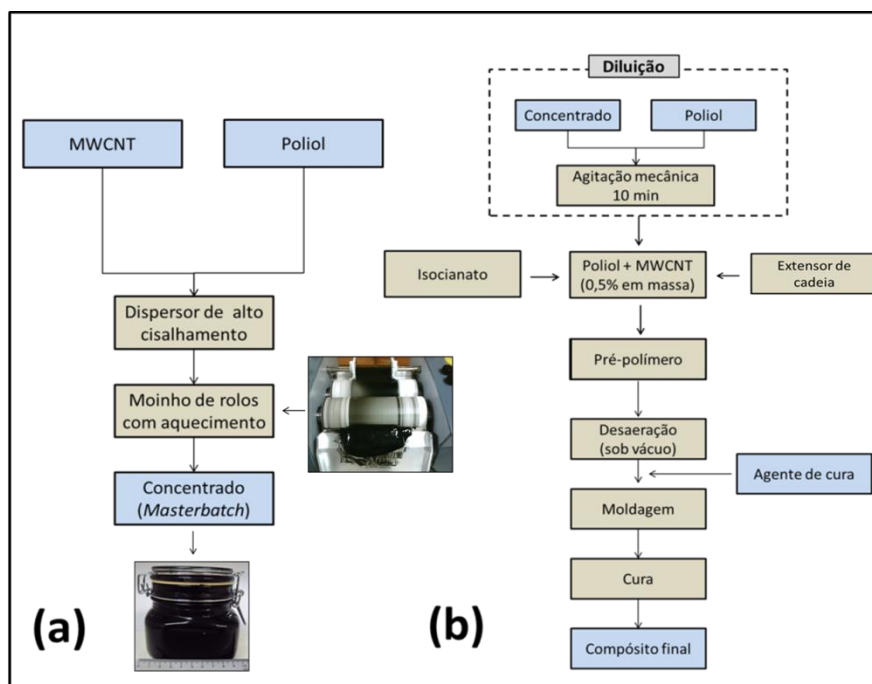 MWCNT
Poliol
Dispersor de alto
cisalhamento
Moinho de rolos
com aquecimento
Concentrado
(Masterbatch)
(a)
Diluição
Concentrado
Poliol
Agitação mecânica
10 min
Isocianato
Poliol + MWCNT
(0,5% em massa)
Extensor de
cadeia
Pré-polímero
Desaeração
(sob vácuo)
Agente de cura
Moldagem
Cura
Compósito final
(b)